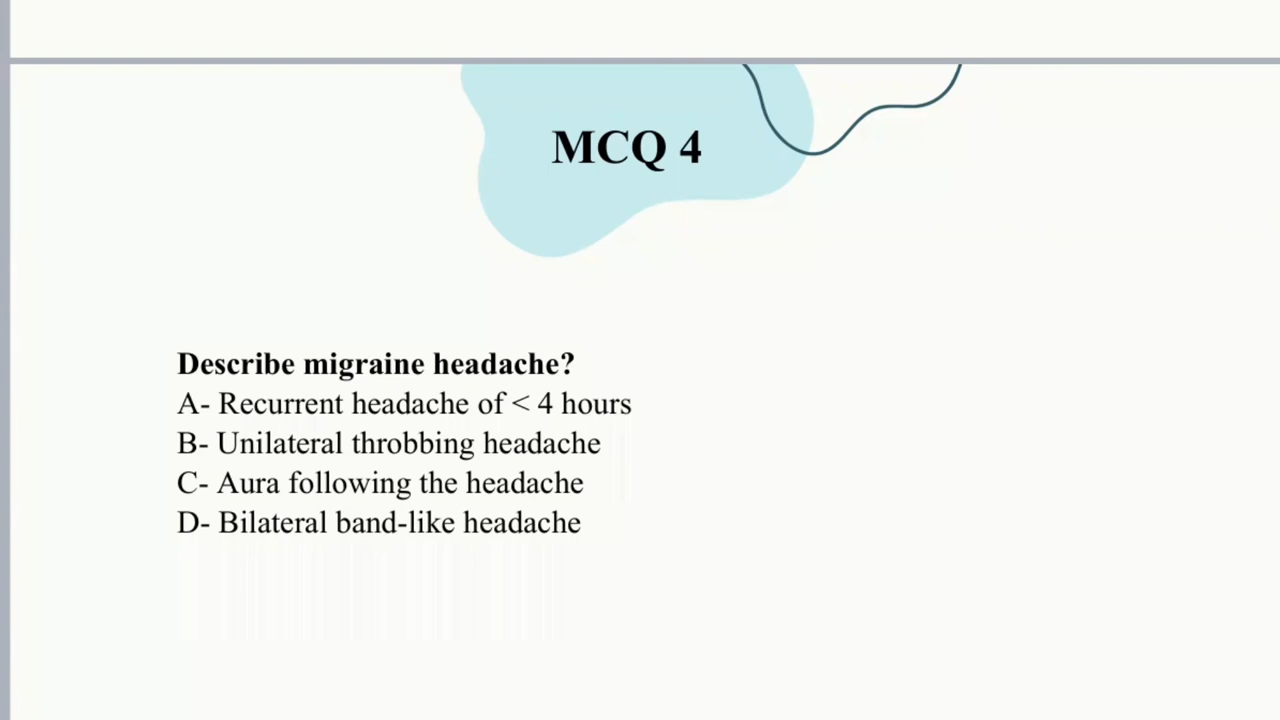 MCQ 4
Describe migraine headache?
A- Recurrent headache of < 4 hours
B- Unilateral throbbing headache
C- Aura following the headache
D- Bilateral band-like headache